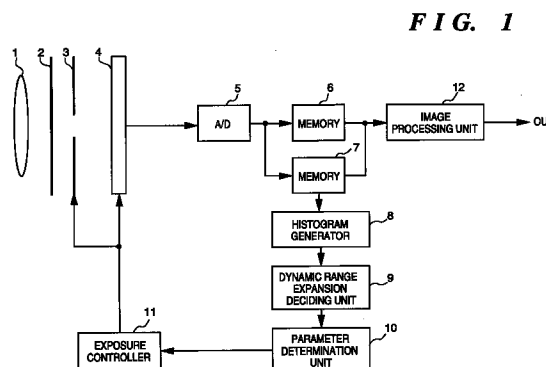 FIG. 1
1 2 3 4
5 6 12
A/D MEMORY IMAGE
PROCESSING UNIT OU
7
MEMORY
HISTOGRAM
GENERATOR
8
DYNAMIC RANGE
EXPANSION
DECIDING UNIT
9
11
EXPOSURE
CONTROLLER
PARAMETER
DETERMINATION
UNIT
10